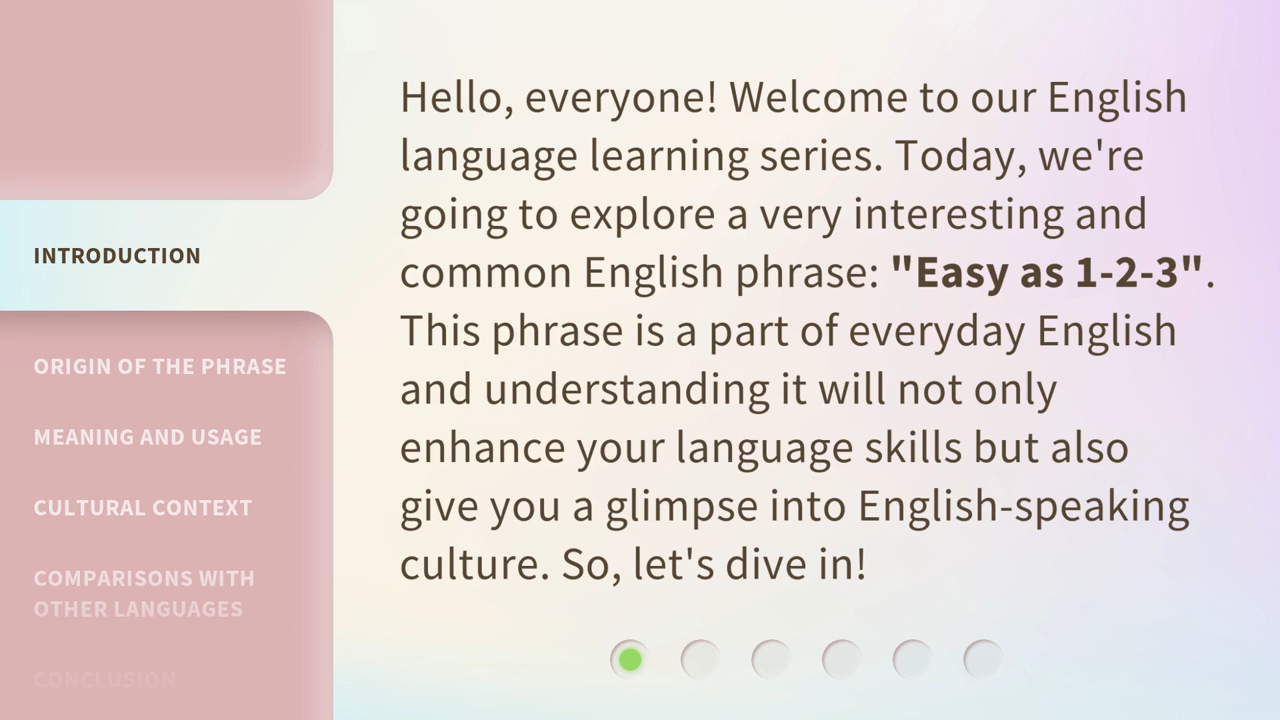 INTRODUCTION
ORIGIN OF THE PHRASE
MEANING AND USAGE
CULTURAL CONTEXT
COMPARISONS WITH
OTHER LANGUAGES
CONCLUSION
Hello, everyone! Welcome to our English
language learning series. Today, we're
going to explore a very interesting and
common English phrase: "Easy as 1-2-3".
This phrase is a part of everyday English
and understanding it will not only
enhance your language skills but also
give you a glimpse into English-speaking
culture. So, let's dive in!